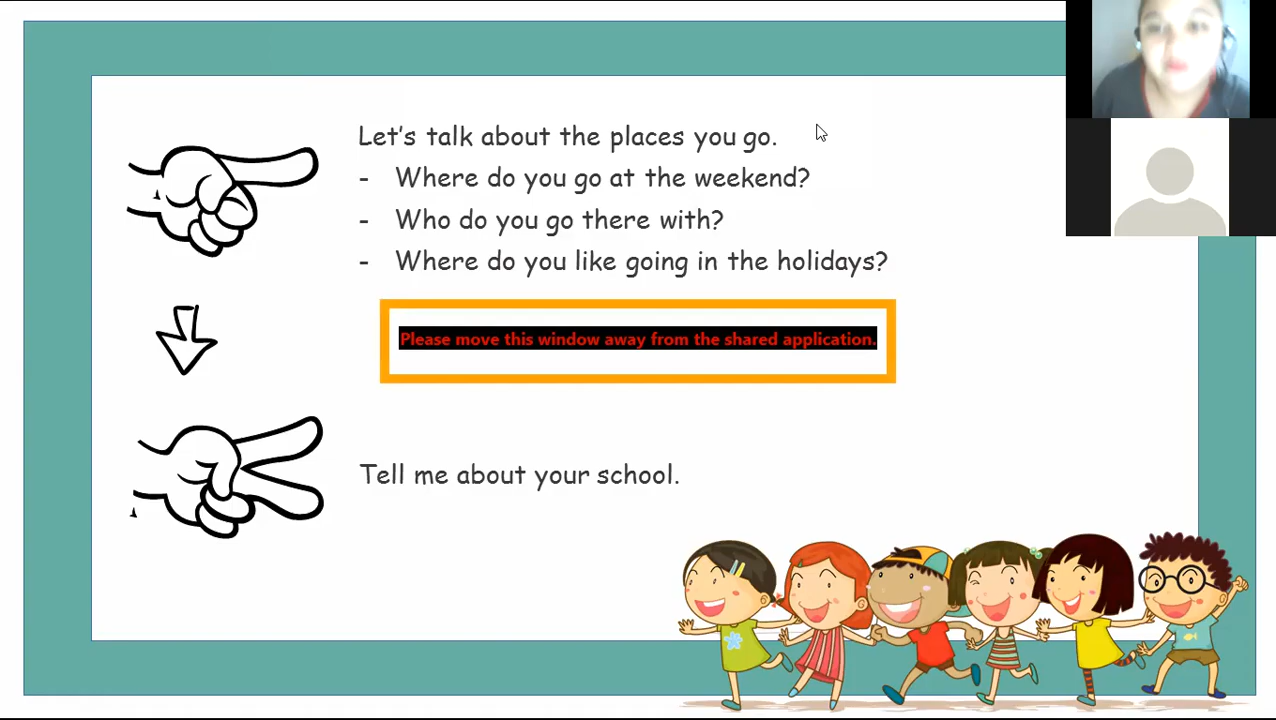 Let's talk about the places you go.
- Where do you go at the weekend?
- Who do you go there with?
- Where do you like going in the holidays?
Please move this window away from the shared application.
Tell me about your school.